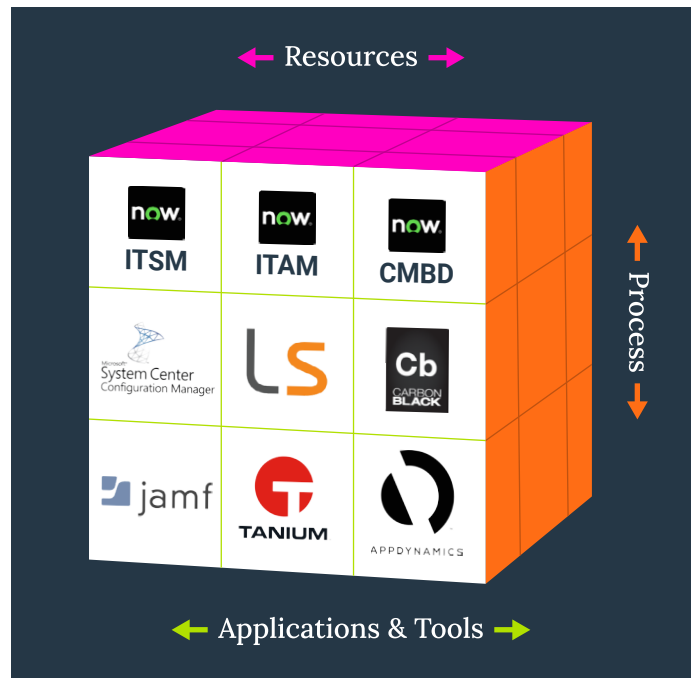 Resources
now.
now.
now.
ITSM
ITAM
CMBD
Microsoft
System Center
Configuration Manager
Ls
Cb
CARBON
BLACK
Process
jamf
T
TANIUM
APPDYNAMICS
Applications & Tools